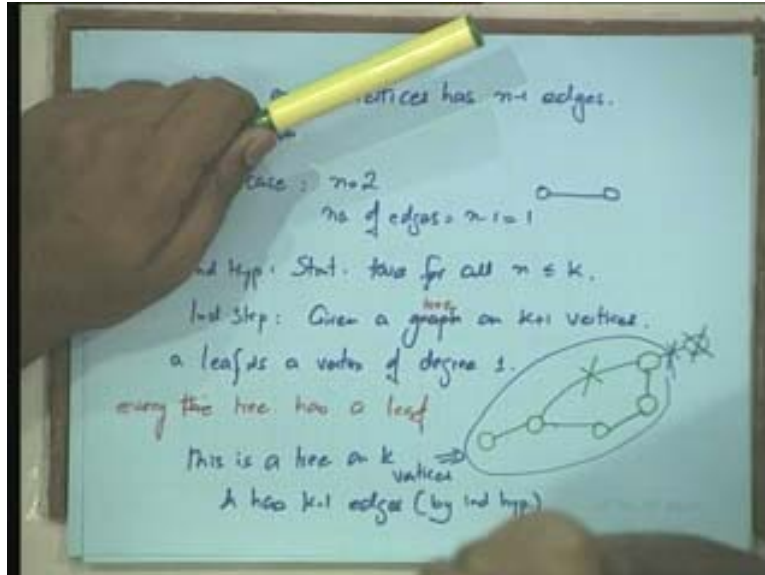 vertices has n-1 edges.
case : n=2
no of edges = n-1 = 1
Ind Hyp. Stat. true for all n ≤ k.
tree
Ind Step: Given a graph on k+1 vertices.
a leaf is a vertex of degree 1.
every the tree has a leaf
This is a tree on k vertices ⇒
& has k-1 edges (by ind hyp)